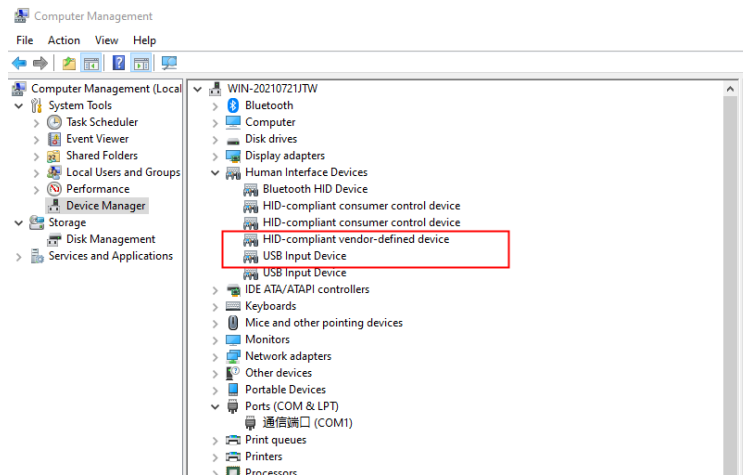 Computer Management
File Action View Help
Computer Management (Local
System Tools
Task Scheduler
Event Viewer
Shared Folders
Local Users and Groups
Performance
Device Manager
Storage
Disk Management
Services and Applications
WIN-20210721JTW
Bluetooth
Computer
Disk drives
Display adapters
Human Interface Devices
Bluetooth HID Device
HID-compliant consumer control device
HID-compliant consumer control device
HID-compliant vendor-defined device
USB Input Device
USB Input Device
IDE ATA/ATAPI controllers
Keyboards
Mice and other pointing devices
Monitors
Network adapters
Other devices
Portable Devices
Ports (COM & LPT)
通信端口 (COM1)
Print queues
Printers
Processors